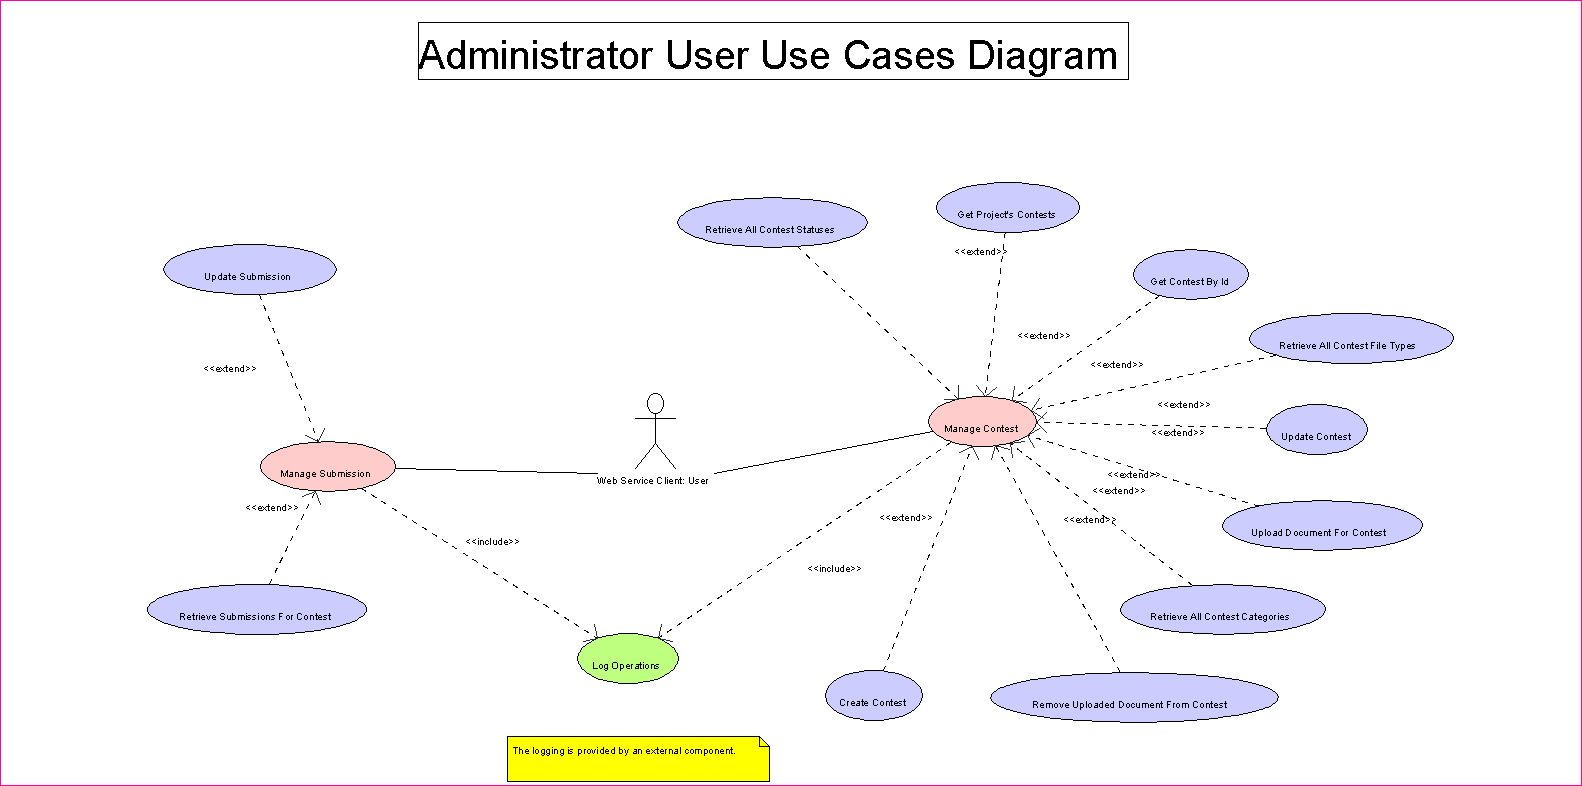 Administrator User Use Cases Diagram
Get Project's Contests
Retrieve All Contest Statuses
<<extend>>
Update Submission
Get Contest By Id
<<extend>>
Retrieve All Contest File Types
<<extend>>
<<extend>>
<<extend>>
Manage Contest
<<extend>>
Update Contest
Manage Submission
Web Service Client: User
<<extend>>
<<extend>>
<<extend>>
<<extend>>
<<extend>>
Upload Document For Contest
<<include>>
<<include>>
Retrieve Submissions For Contest
Retrieve All Contest Categories
Log Operations
Create Contest
Remove Uploaded Document From Contest
The logging is provided by an external component.